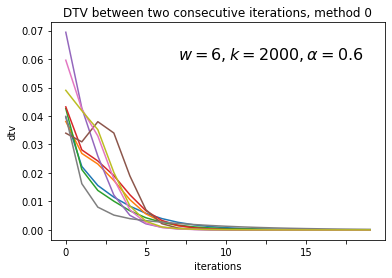 DTV between two consecutive iterations, method 0
w = 6, k = 2000, α = 0.6
0.07
0.06
0.05
0.04
0.03
0.02
0.01
0.00
dtv
0 5 10 15
iterations